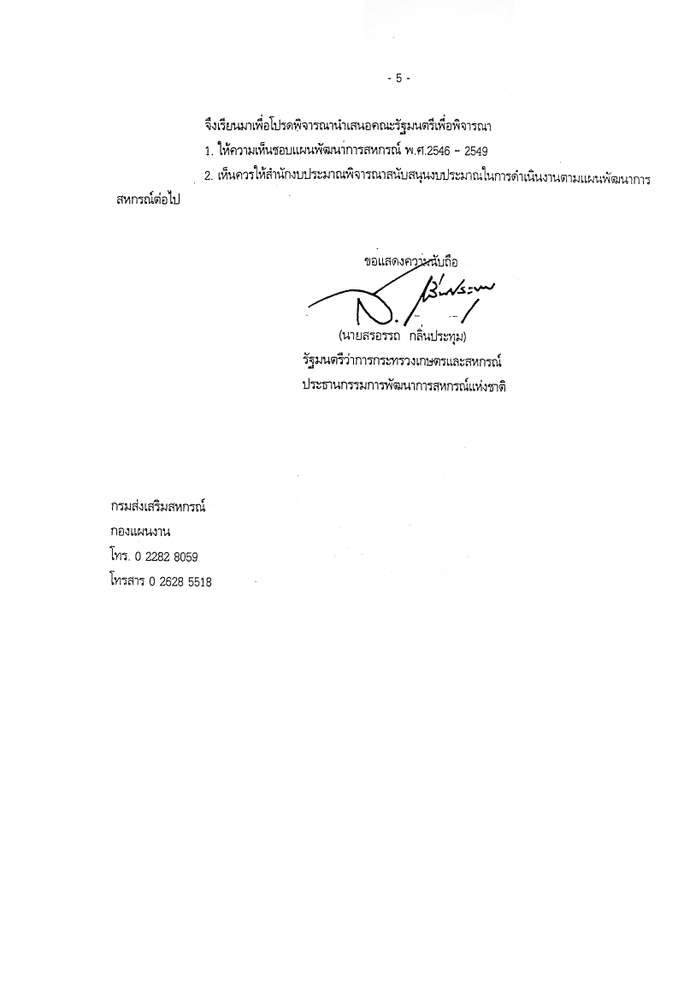 - 5 -
จึงเรียนมาเพื่อโปรดพิจารณานำเสนอคณะรัฐมนตรีเพื่อพิจารณา
1. ให้ความเห็นชอบแผนพัฒนาการสหกรณ์ พ.ศ.2546 - 2549
2. เห็นควรให้สำนักงบประมาณพิจารณาสนับสนุนงบประมาณในการดำเนินงานตามแผนพัฒนาการ
สหกรณ์ต่อไป
ขอแสดงความนับถือ
(นายสรอรรถ กลิ่นประทุม)
รัฐมนตรีว่าการกระทรวงเกษตรและสหกรณ์
ประธานกรรมการพัฒนาการสหกรณ์แห่งชาติ
กรมส่งเสริมสหกรณ์
กองแผนงาน
โทร. 0 2282 8059
โทรสาร 0 2628 5518